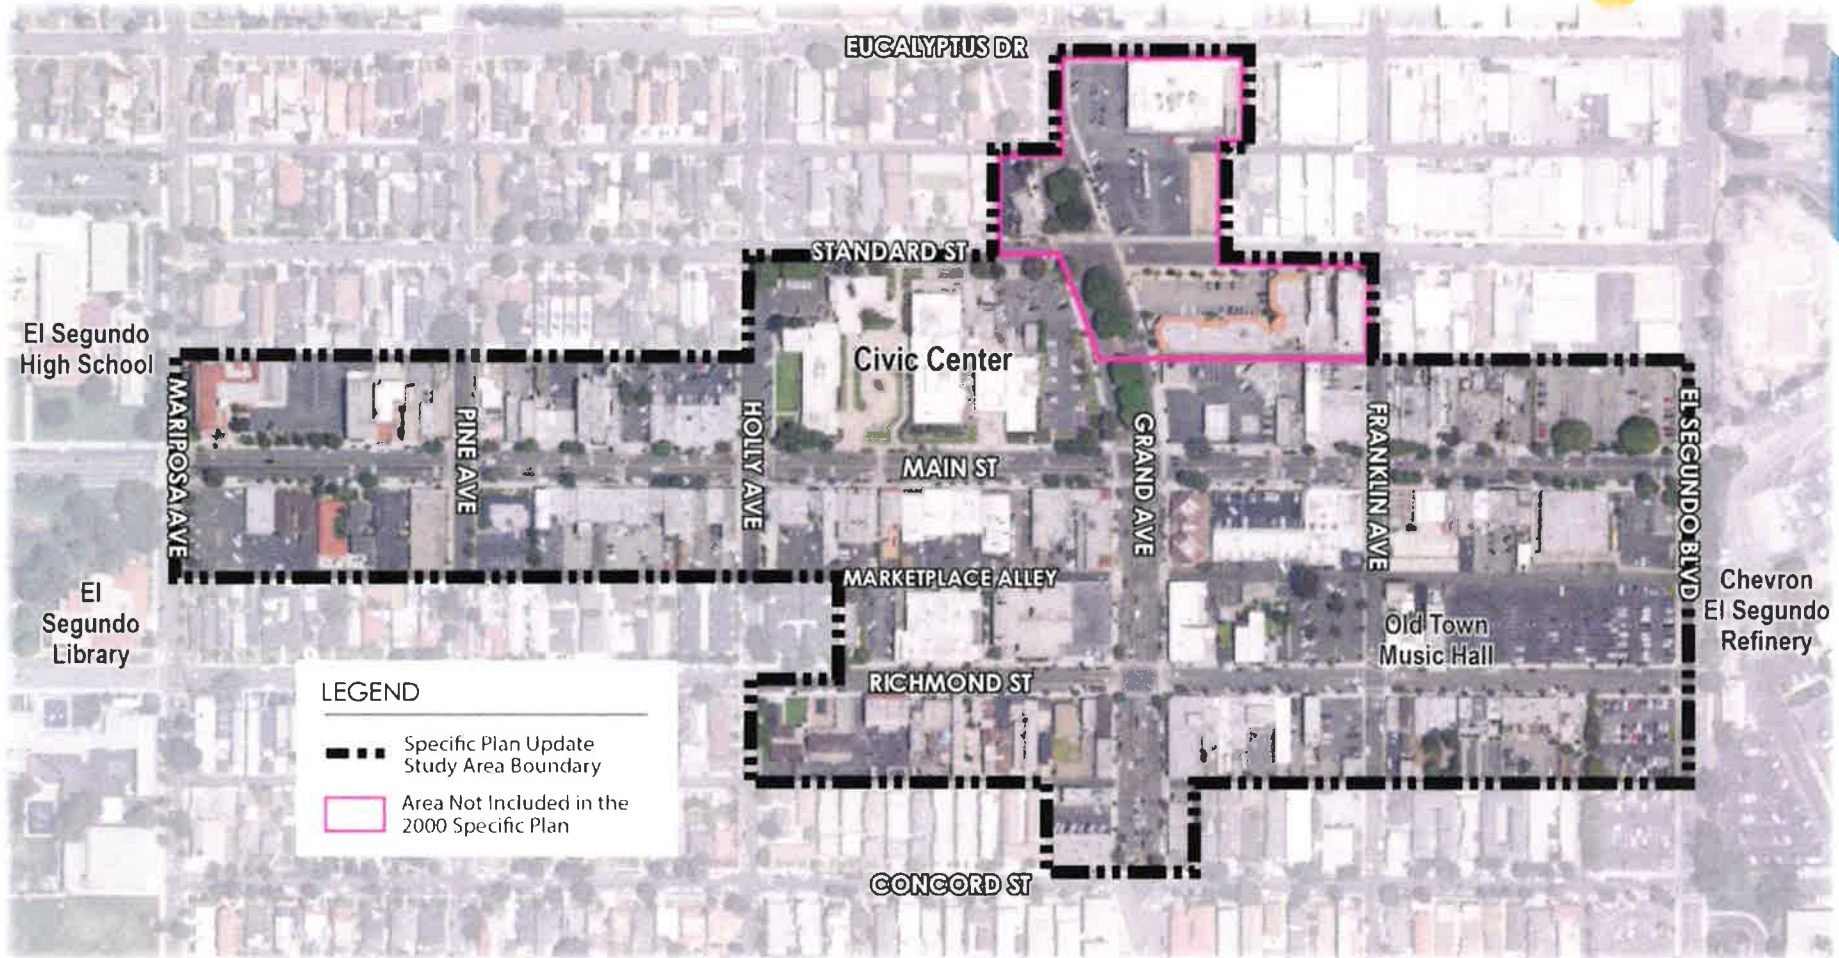 EUCALYPTUS DR
STANDARD ST
El Segundo
High School
Civic Center
MARIPOSA AVE
PINE AVE
HOLLY AVE
MAIN ST
GRAND AVE
FRANKLIN AVE
EL SEGUNDO BLVD
MARKETPLACE ALLEY
El
Segundo
Library
Chevron
El Segundo
Refinery
Old Town
Music Hall
RICHMOND ST
LEGEND
Specific Plan Update
Study Area Boundary
Area Not Included in the
2000 Specific Plan
CONCORD ST